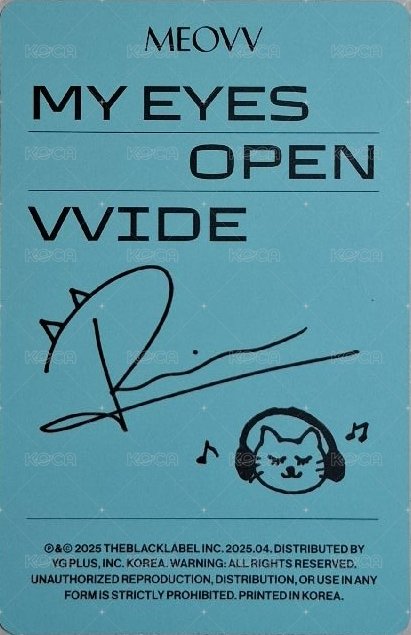 MEOVV
MY EYES
OPEN
VVIDE
KOCA
℗&© 2025 THEBLACKLABEL INC. 2025.04. DISTRIBUTED BY
YG PLUS, INC. KOREA. WARNING: ALL RIGHTS RESERVED.
UNAUTHORIZED REPRODUCTION, DISTRIBUTION, OR USE IN ANY
FORM IS STRICTLY PROHIBITED. PRINTED IN KOREA.